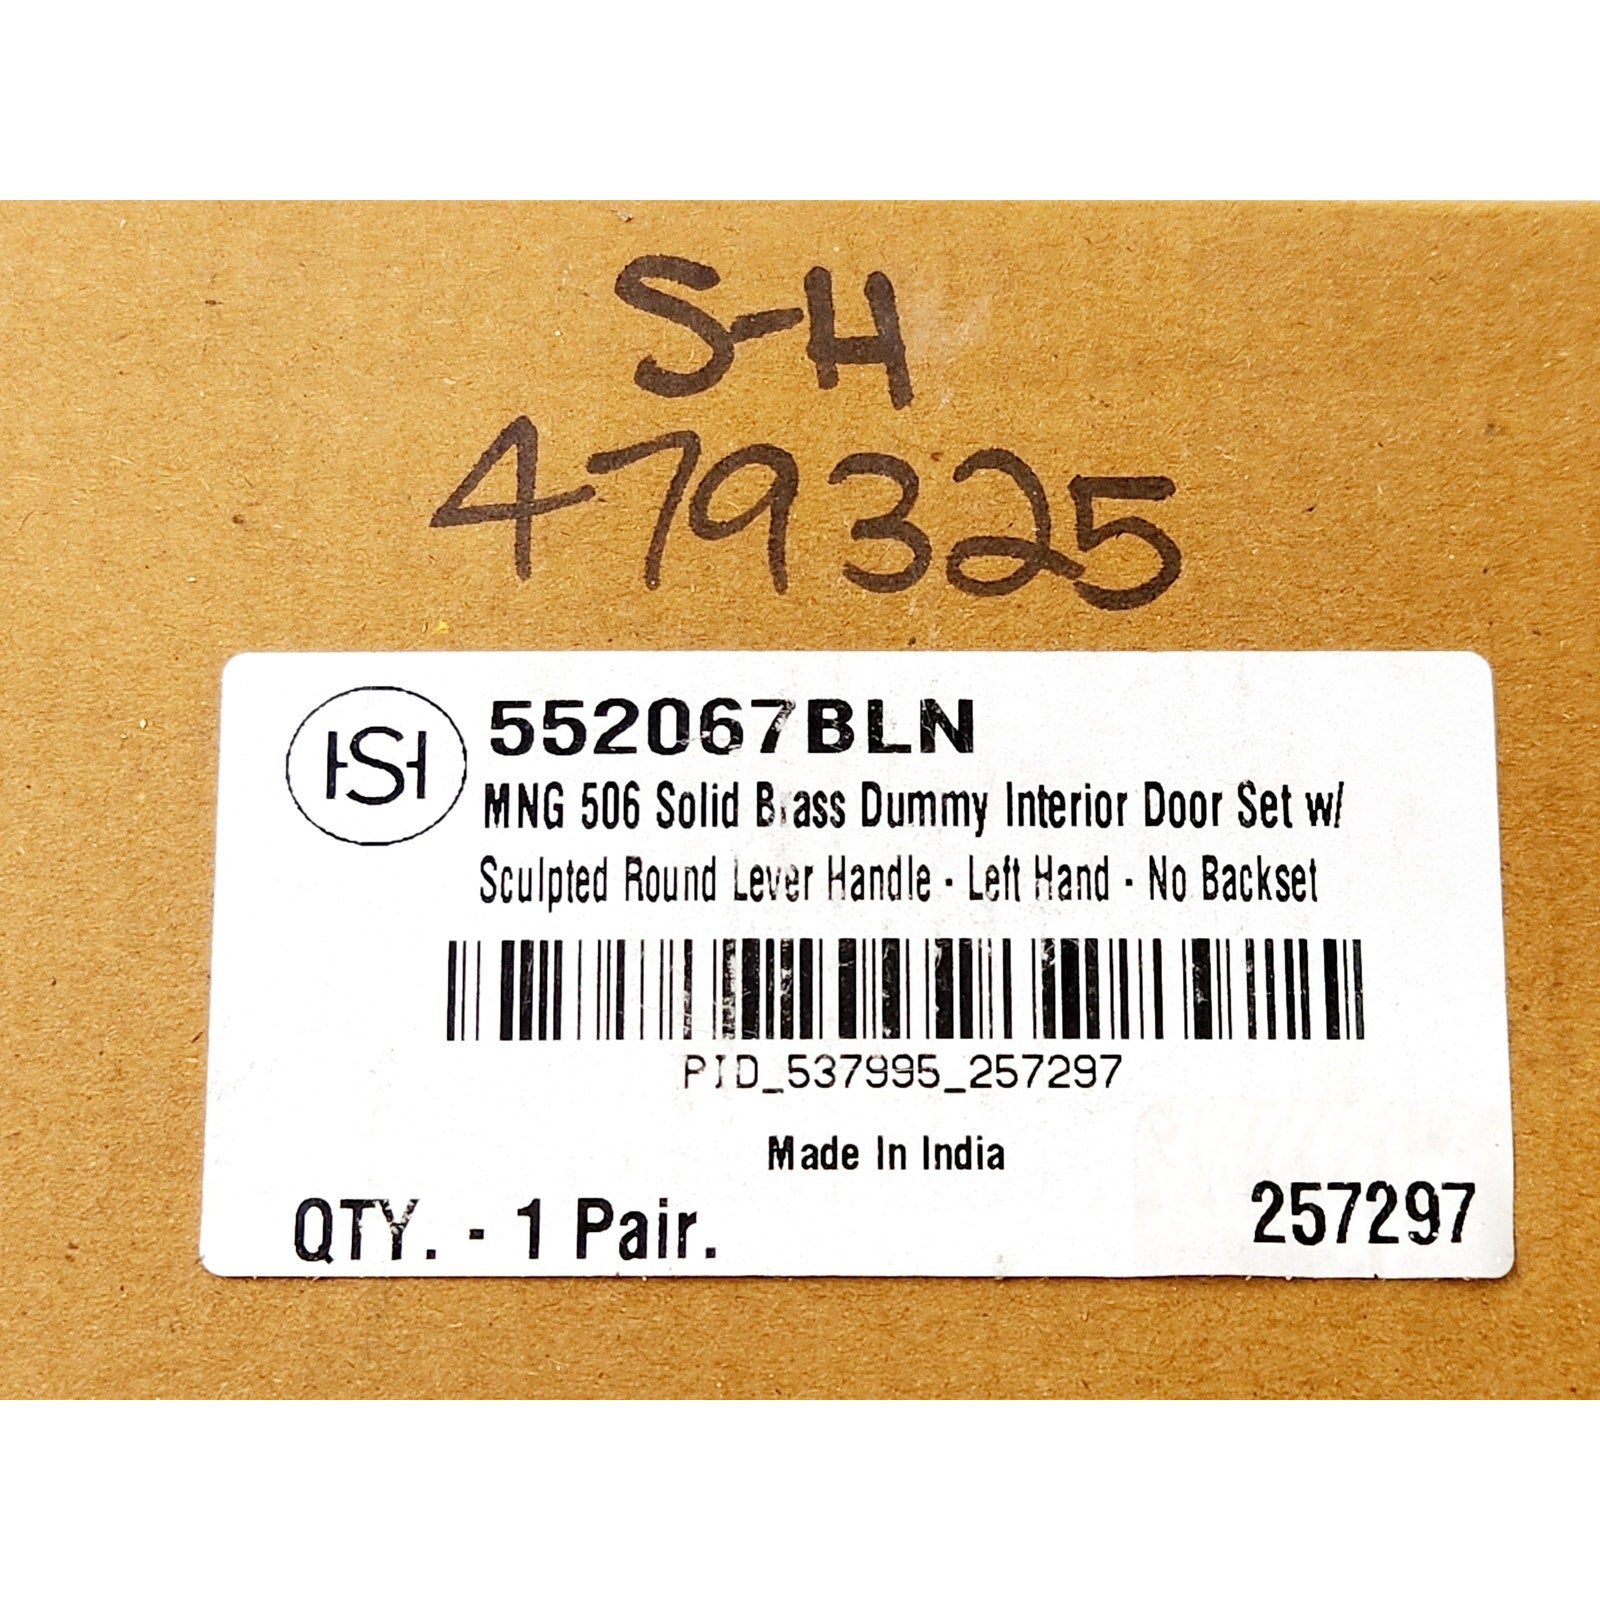 S-H
479325
HSH
552067BLN
MNG 506 Solid Brass Dummy Interior Door Set w/
Sculpted Round Lever Handle - Left Hand - No Backset
PID_537995_257297
Made In India
QTY. - 1 Pair.
257297